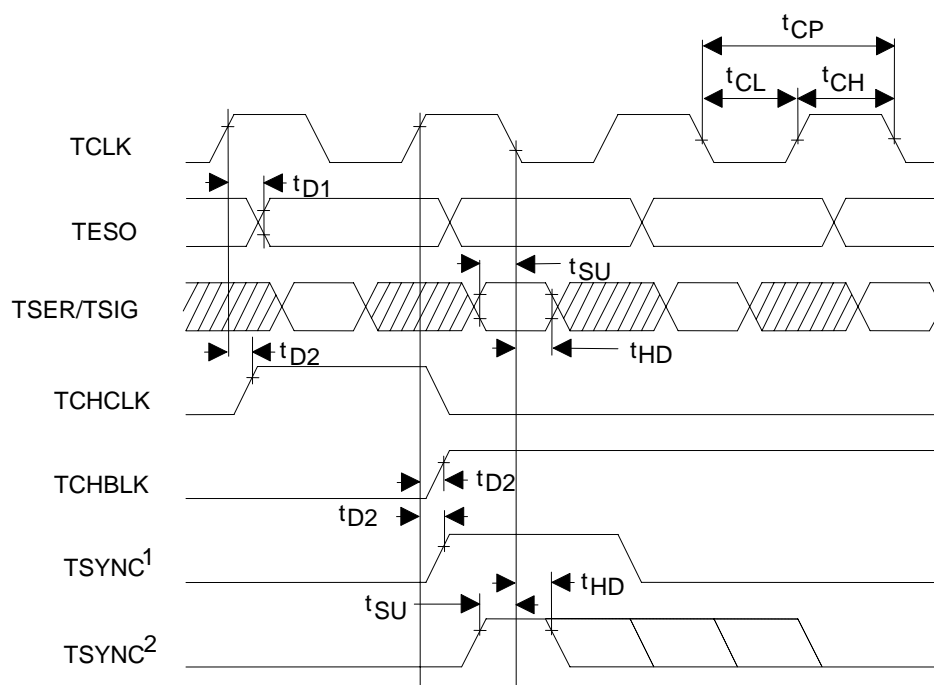 tCP
tCL tCH
TCLK
tD1
TESO
tSU
TSER/TSIG
tHD
tD2
TCHCLK
TCHBLK
tD2
tD2
TSYNC1
tHD
tSU
TSYNC2